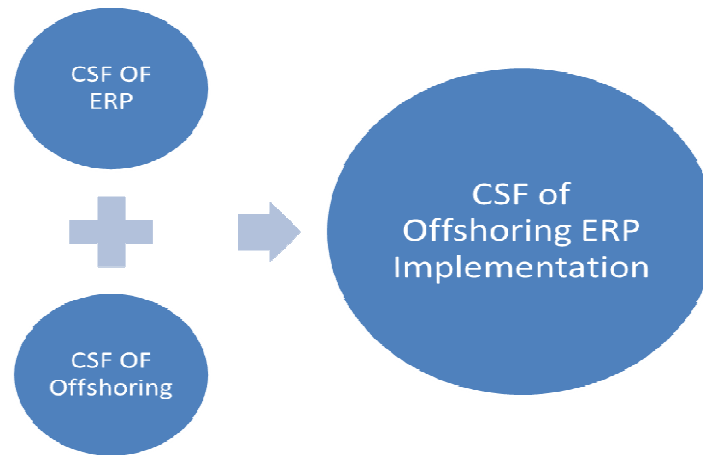 CSF OF
ERP
CSF OF
Offshoring
CSF of
Offshoring ERP
Implementation